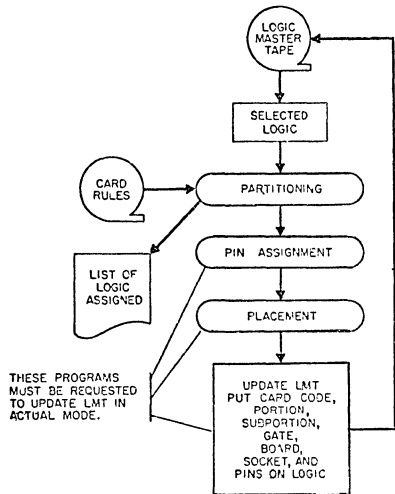 LOGIC
MASTER
TAPE
SELECTED
LOGIC
CARD
RULES
PARTITIONING
LIST OF
LOGIC
ASSIGNED
PIN ASSIGNMENT
PLACEMENT
THESE PROGRAMS
MUST BE REQUESTED
TO UPDATE LMT IN
ACTUAL MODE.
UPDATE LMT
PUT CARD CODE,
PORTION,
SUBPORTION,
GATE,
BOARD,
SOCKET, AND
PINS ON LOGIC